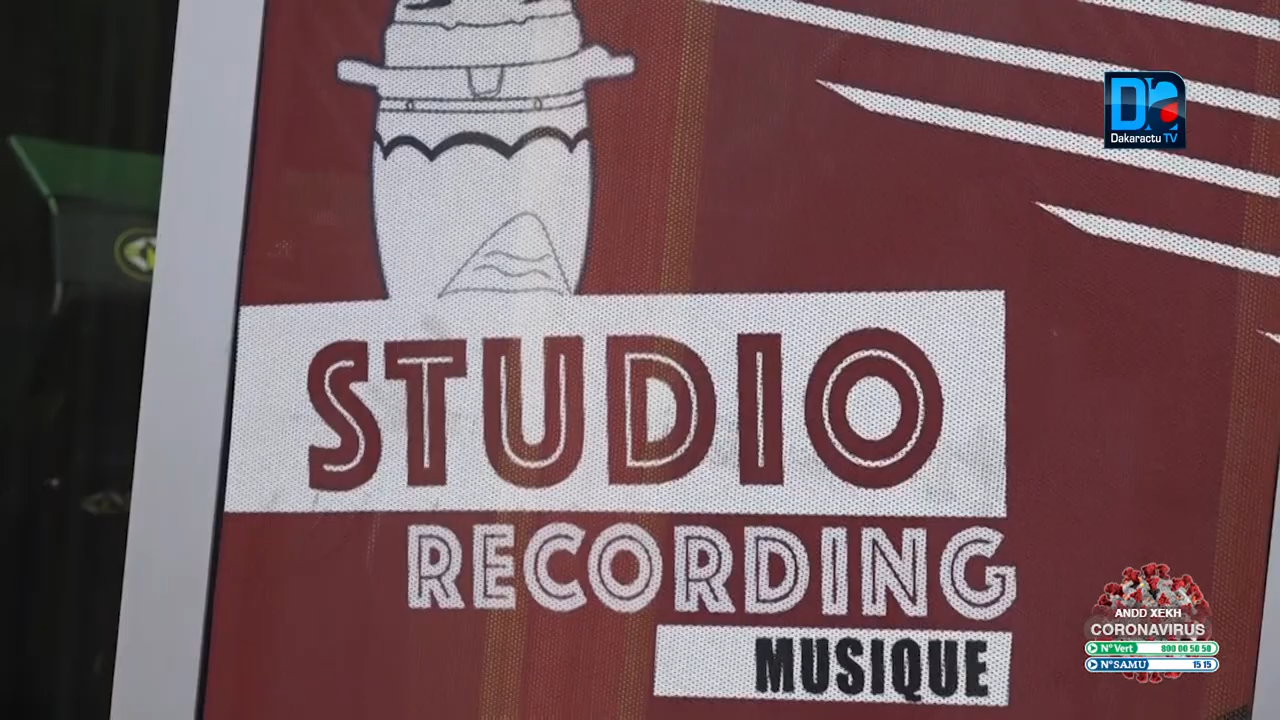 Dakaractu TV
STUDIO
RECORDING
MUSIQUE
ANDD XEKH
CORONAVIRUS
N°Vert 800 00 50 50
N°SAMU 15 15